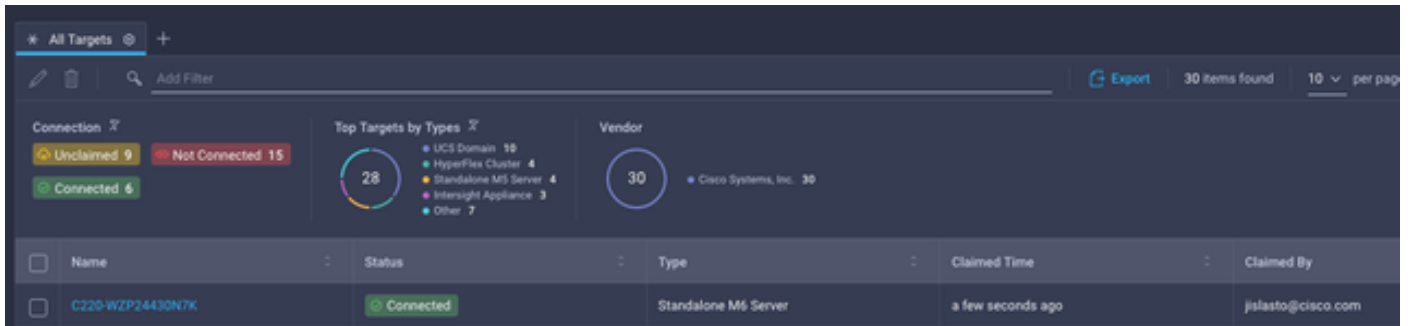 All Targets
Add Filter
Export
30 items found
10 per page
Connection
Unclaimed 9
Not Connected 15
Connected 6
Top Targets by Types
28
UCS Domain 10
HyperFlex Cluster 4
Standalone M5 Server 4
Intersight Appliance 3
Other 7
Vendor
30
Cisco Systems, Inc. 30
Name Status Type Claimed Time Claimed By
C220-WZP24430N7K Connected Standalone M6 Server a few seconds ago jislasto@cisco.com